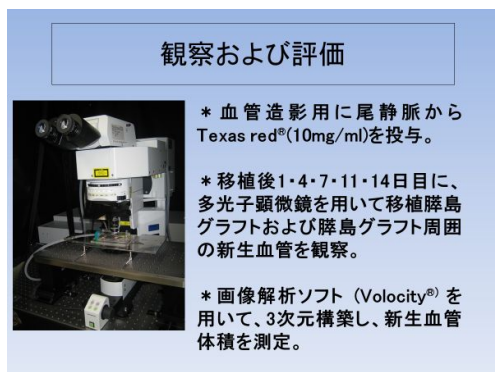 観察および評価
＊血管造影用に尾静脈から
Texas red®(10mg/ml)を投与。
＊移植後1・4・7・11・14日目に、
多光子顕微鏡を用いて移植膵島
グラフトおよび膵島グラフト周囲
の新生血管を観察。
＊画像解析ソフト（Volocity®）を
用いて、3次元構築し、新生血管
体積を測定。